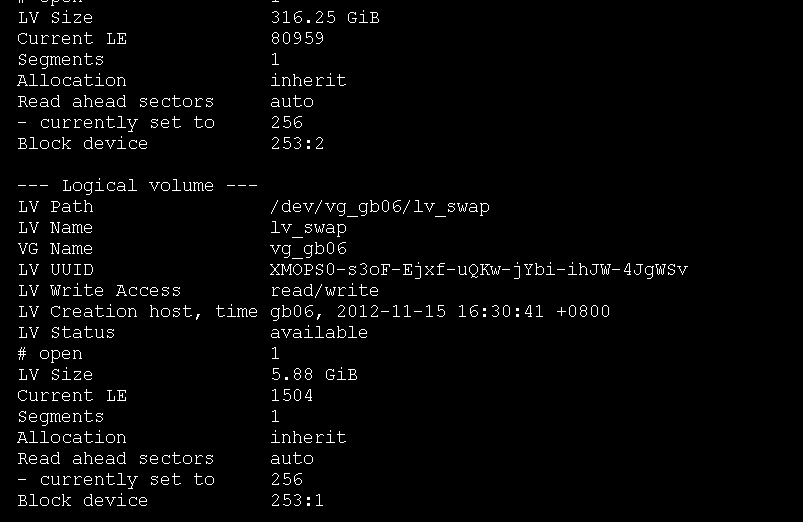 # open                 1
LV Size                316.25 GiB
Current LE             80959
Segments               1
Allocation             inherit
Read ahead sectors     auto
- currently set to     256
Block device           253:2
--- Logical volume ---
LV Path                /dev/vg_gb06/lv_swap
LV Name                lv_swap
VG Name                vg_gb06
LV UUID                XMOPS0-s3oF-Ejxf-uQKw-jYbi-ihJW-4JgWSv
LV Write Access        read/write
LV Creation host, time gb06, 2012-11-15 16:30:41 +0800
LV Status              available
# open                 1
LV Size                5.88 GiB
Current LE             1504
Segments               1
Allocation             inherit
Read ahead sectors     auto
- currently set to     256
Block device           253:1